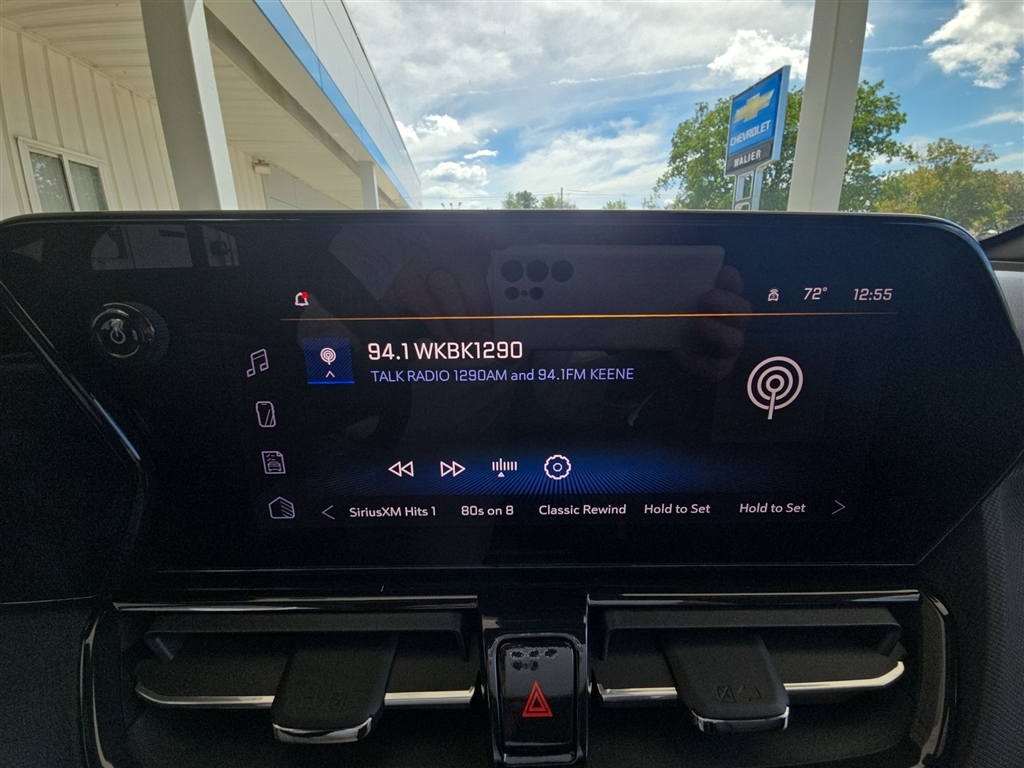 CHEVROLET
WALIER
72° 12:55
94.1 WKBK1290
TALK RADIO 1290AM and 94.1FM KEENE
SiriusXM Hits 1 80s on 8 Classic Rewind Hold to Set Hold to Set